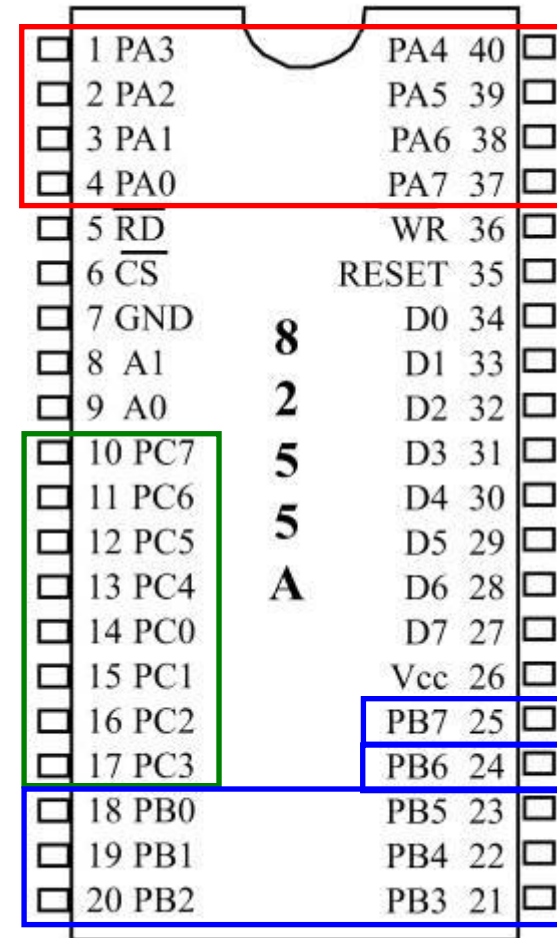 1 PA3 PA4 40
2 PA2 PA5 39
3 PA1 PA6 38
4 PA0 PA7 37
5 R̅D̅ WR 36
6 C̅S̅ RESET 35
7 GND D0 34
8 A1 D1 33
9 A0 D2 32
10 PC7 D3 31
11 PC6 D4 30
12 PC5 D5 29
13 PC4 D6 28
14 PC0 D7 27
15 PC1 Vcc 26
16 PC2 PB7 25
17 PC3 PB6 24
18 PB0 PB5 23
19 PB1 PB4 22
20 PB2 PB3 21
8
2
5
5
A